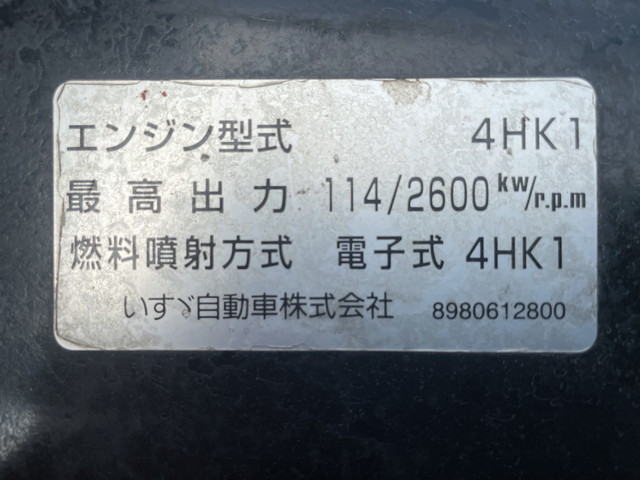 エンジン型式 4HK1
最高出力 114/2600 kw/r.p.m
燃料噴射方式 電子式 4HK1
いすゞ自動車株式会社 8980612800